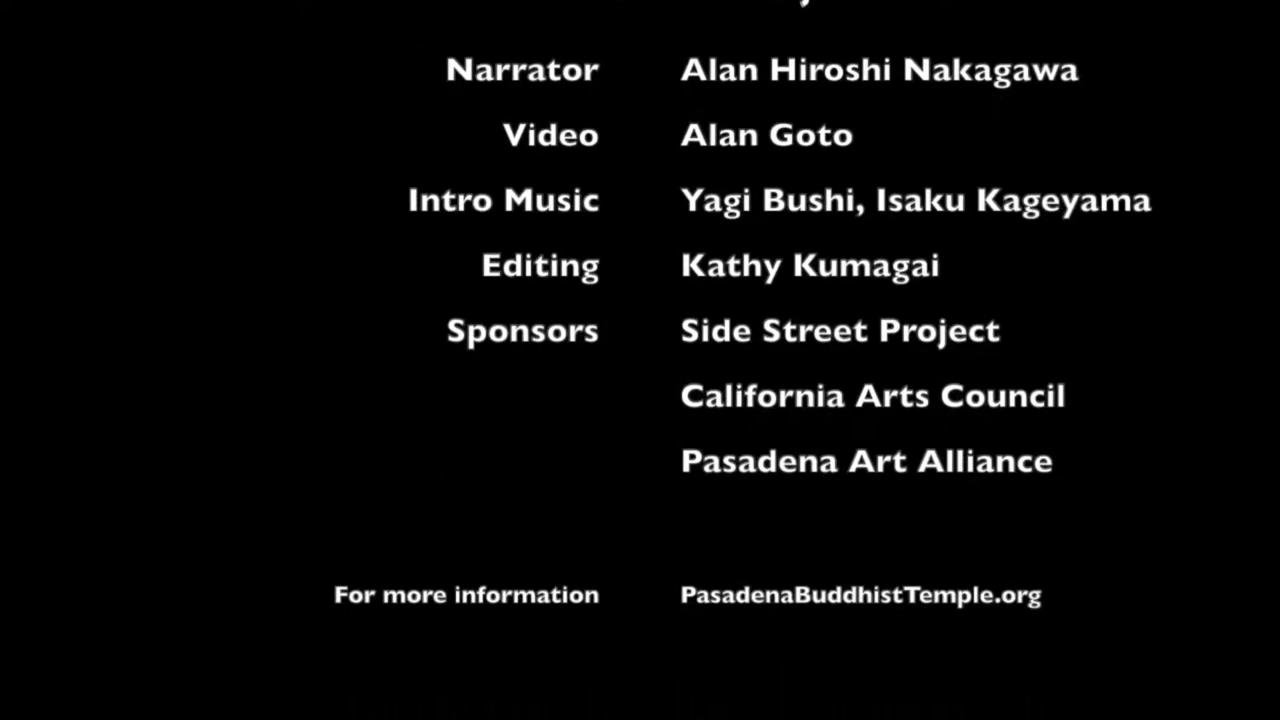 Narrator Alan Hiroshi Nakagawa
Video Alan Goto
Intro Music Yagi Bushi, Isaku Kageyama
Editing Kathy Kumagai
Sponsors Side Street Project
California Arts Council
Pasadena Art Alliance
For more information PasadenaBuddhistTemple.org